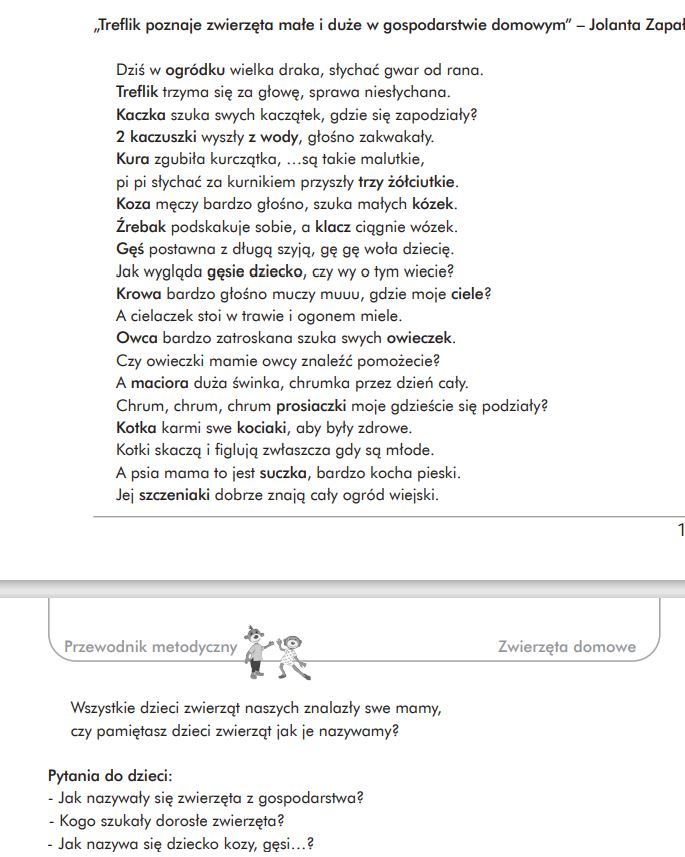 „Treflik poznaje zwierzęta małe i duże w gospodarstwie domowym” – Jolanta
Dziś w ogródku wielka draka, słychać gwar od rana.
Treflik trzyma się za głowę, sprawa niesłychana.
Kaczka szuka swych kaczątek, gdzie się zapodziały?
2 kaczuszki wyszły z wody, głośno zakwakały.
Kura zgubiła kurczątka, …są takie malutkie,
pi pi słychać za kurnikiem przyszły trzy żółciutkie.
Koza męczy bardzo głośno, szuka małych kózek.
Źrebak podskakuje sobie, a klacz ciągnie wózek.
Gęś postawna z długą szyją, gę gę woła dziecię.
Jak wygląda gęsie dziecko, czy wy o tym wiecie?
Krowa bardzo głośno muczy muuu, gdzie moje ciele?
A cielaczek stoi w trawie i ogonem miele.
Owca bardzo zatroskana szuka swych owieczek.
Czy owieczki mamie owcy znaleźć pomożecie?
A maciora duża świnka, chrumka przez dzień cały.
Chrum, chrum, chrum prosiaczki moje gdzieście się podziały?
Kotka karmi swe kociaki, aby były zdrowe.
Kotki skaczą i figlują zwłaszcza gdy są młode.
A psia mama to jest suczka, bardzo kocha pieski.
Jej szczeniaki dobrze znają cały ogród wiejski.
Przewodnik metodyczny
Zwierzęta domowe
Wszystkie dzieci zwierząt naszych znalazły swe mamy,
czy pamiętasz dzieci zwierząt jak je nazywamy?
Pytania do dzieci:
- Jak nazywały się zwierzęta z gospodarstwa?
- Kogo szukały dorosłe zwierzęta?
- Jak nazywa się dziecko kozy, gęsi…?